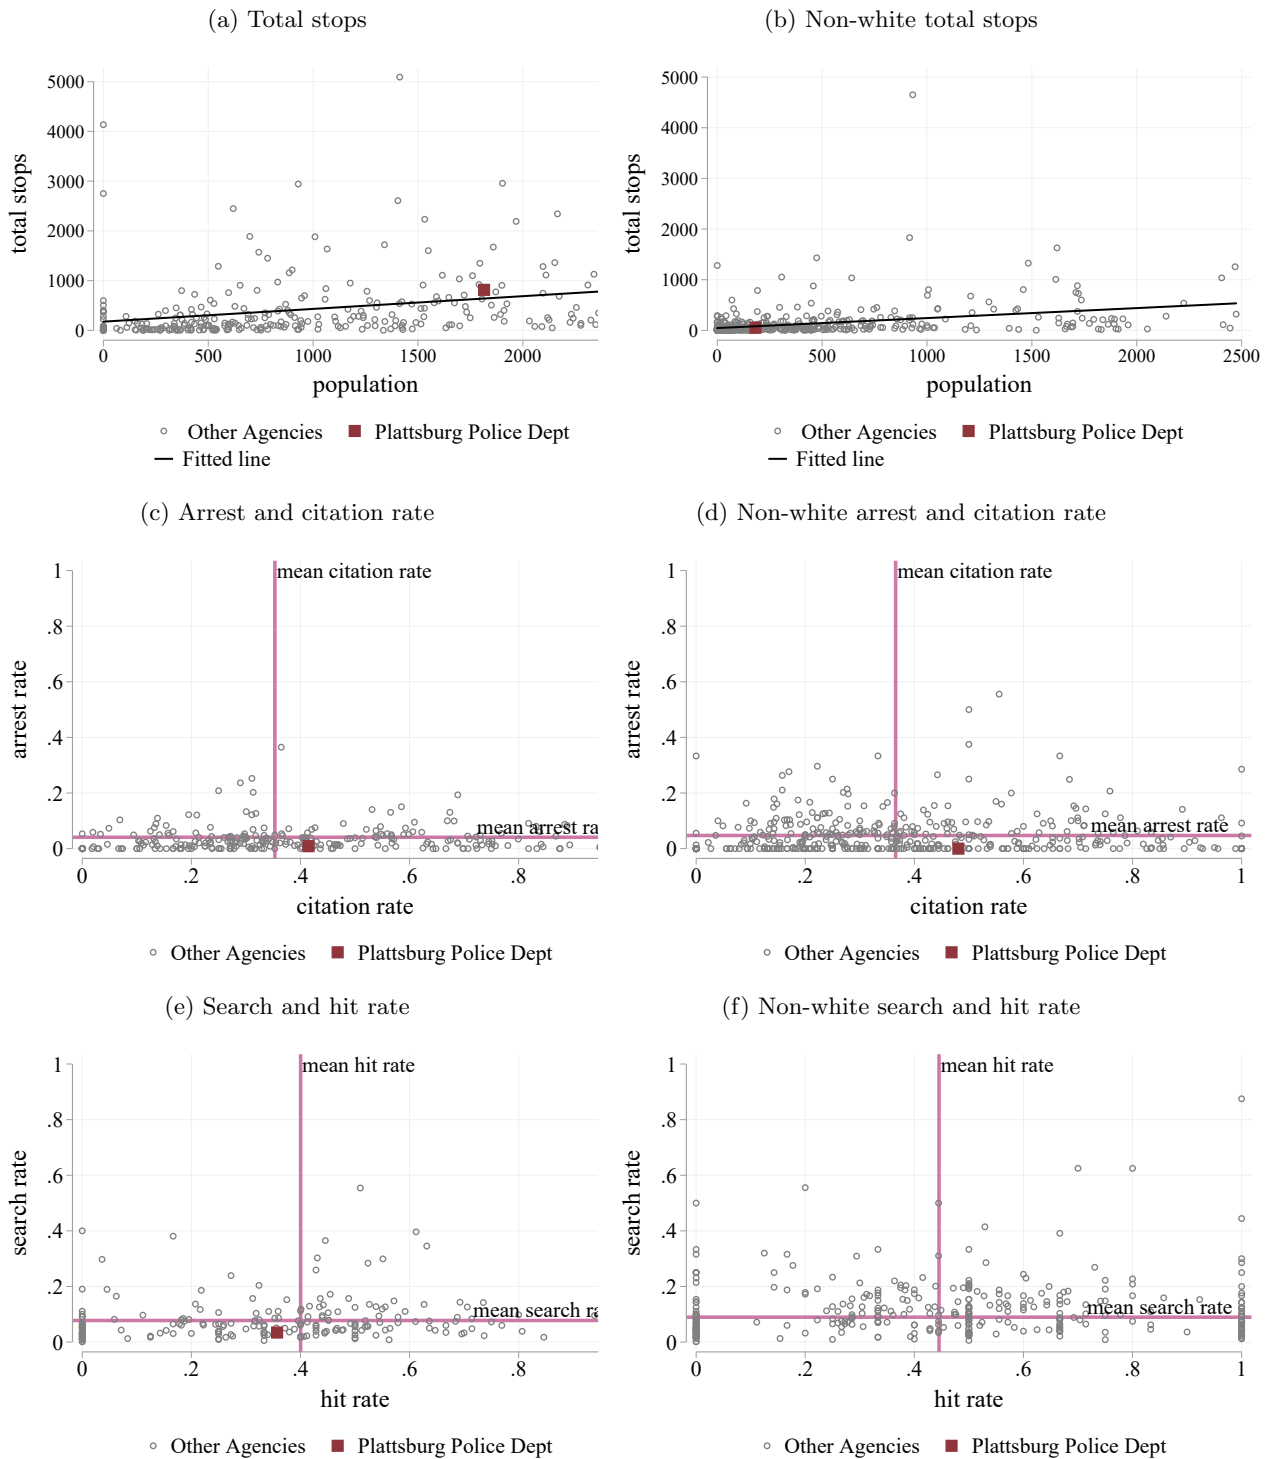 (a) Total stops
total stops
5000
4000
3000
2000
1000
0
0 500 1000 1500 2000
population
Other Agencies Plattsburg Police Dept
Fitted line
(b) Non-white total stops
total stops
5000
4000
3000
2000
1000
0
0 500 1000 1500 2000 2500
population
Other Agencies Plattsburg Police Dept
Fitted line
(c) Arrest and citation rate
arrest rate
1
.8
.6
.4
.2
0
mean citation rate
mean arrest ra
0 .2 .4 .6 .8
citation rate
Other Agencies Plattsburg Police Dept
(d) Non-white arrest and citation rate
arrest rate
1
.8
.6
.4
.2
0
mean citation rate
mean arrest rate
0 .2 .4 .6 .8 1
citation rate
Other Agencies Plattsburg Police Dept
(e) Search and hit rate
search rate
1
.8
.6
.4
.2
0
mean hit rate
mean search ra
0 .2 .4 .6 .8
hit rate
Other Agencies Plattsburg Police Dept
(f) Non-white search and hit rate
search rate
1
.8
.6
.4
.2
0
mean hit rate
mean search rate
0 .2 .4 .6 .8 1
hit rate
Other Agencies Plattsburg Police Dept